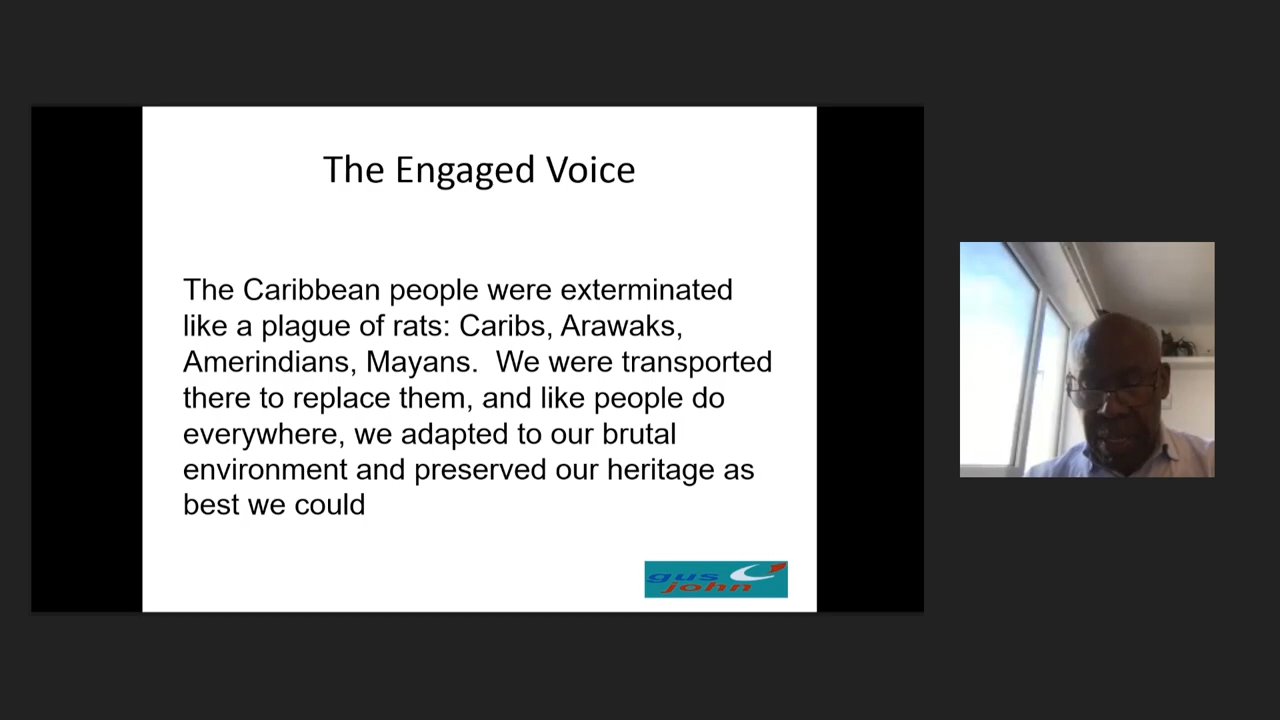 The Engaged Voice
The Caribbean people were exterminated
like a plague of rats: Caribs, Arawaks,
Amerindians, Mayans.  We were transported
there to replace them, and like people do
everywhere, we adapted to our brutal
environment and preserved our heritage as
best we could
gus
john